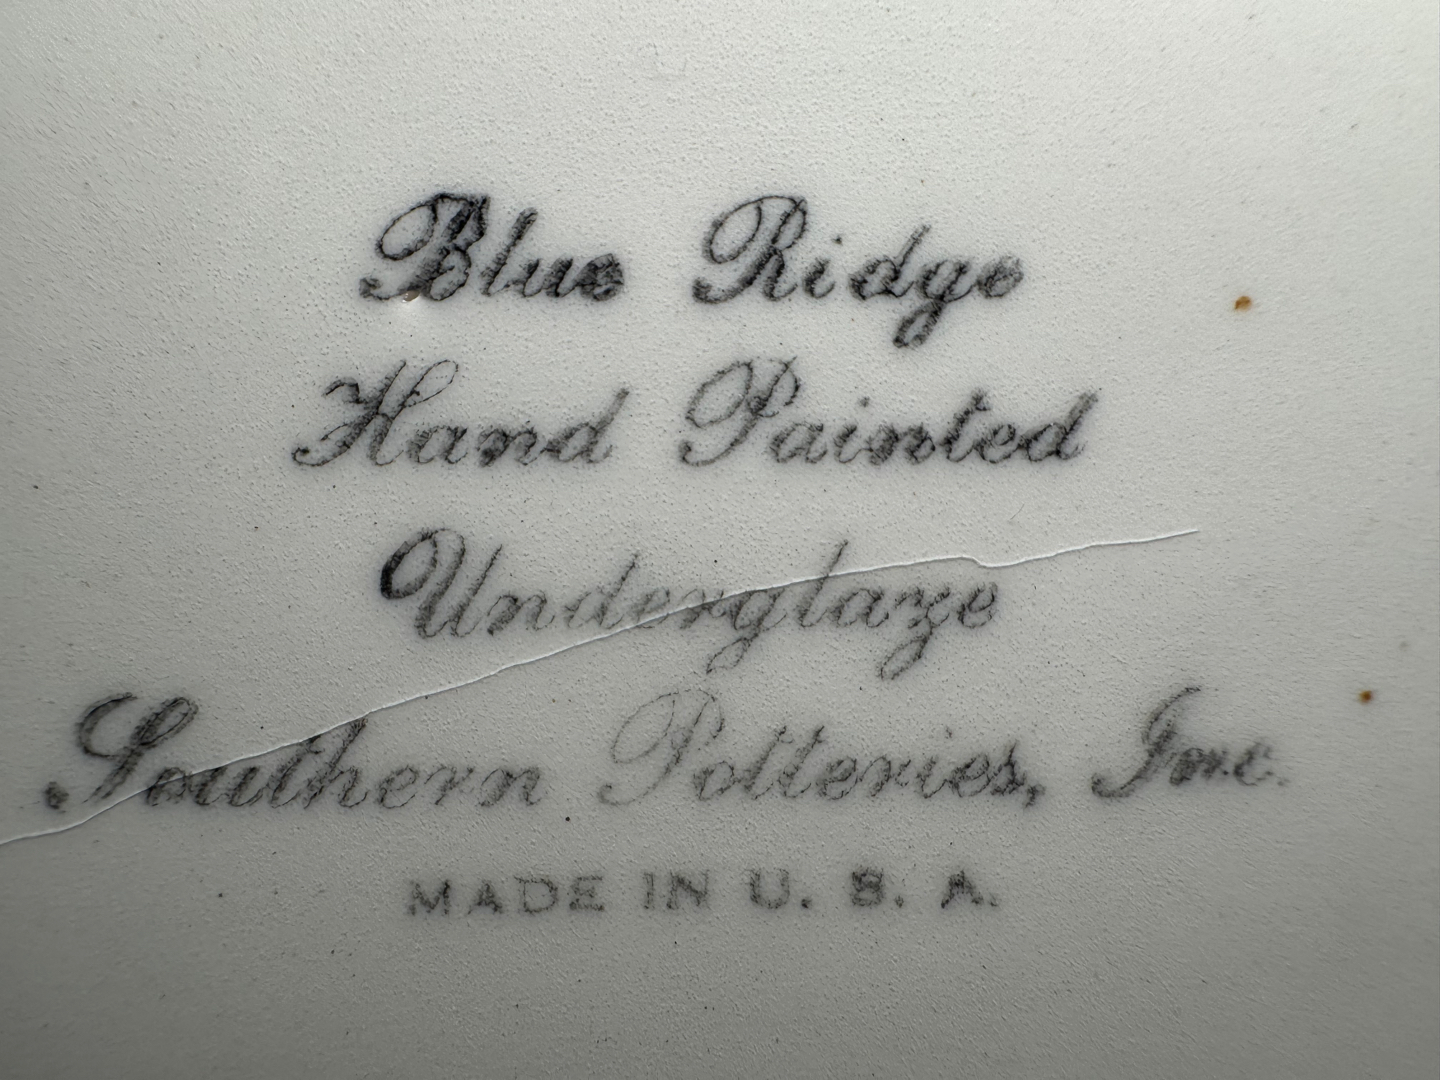 Blue Ridge
Hand Painted
Underglaze
Southern Potteries, Inc.
MADE IN U. S. A.